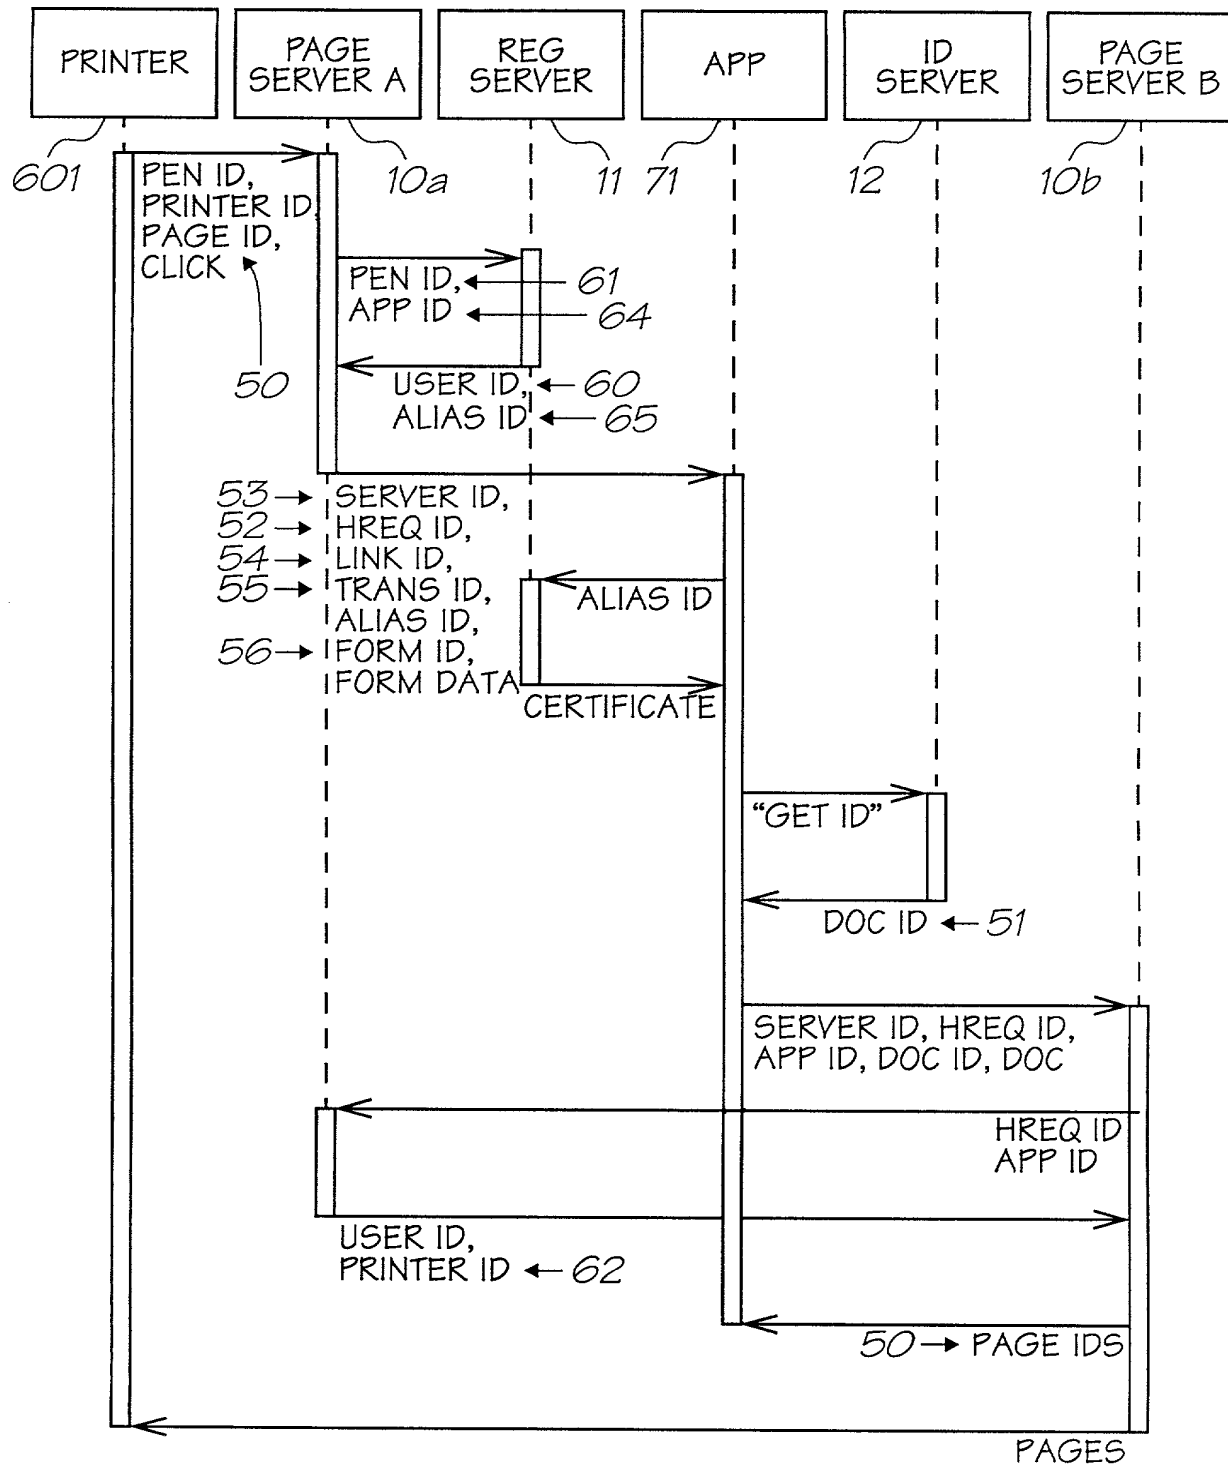 PRINTER
PAGE
SERVER A
REG
SERVER
APP
ID
SERVER
PAGE
SERVER B
601
10a
11
71
12
10b
PEN ID,
PRINTER ID
PAGE ID,
CLICK
50
PEN ID, 61
APP ID 64
USER ID, 60
ALIAS ID 65
53 SERVER ID,
52 HREQ ID,
54 LINK ID,
55 TRANS ID,
ALIAS ID,
56 FORM ID,
FORM DATA
ALIAS ID
CERTIFICATE
“GET ID”
DOC ID 51
SERVER ID, HREQ ID,
APP ID, DOC ID, DOC
HREQ ID
APP ID
USER ID,
PRINTER ID 62
50 PAGE IDS
PAGES